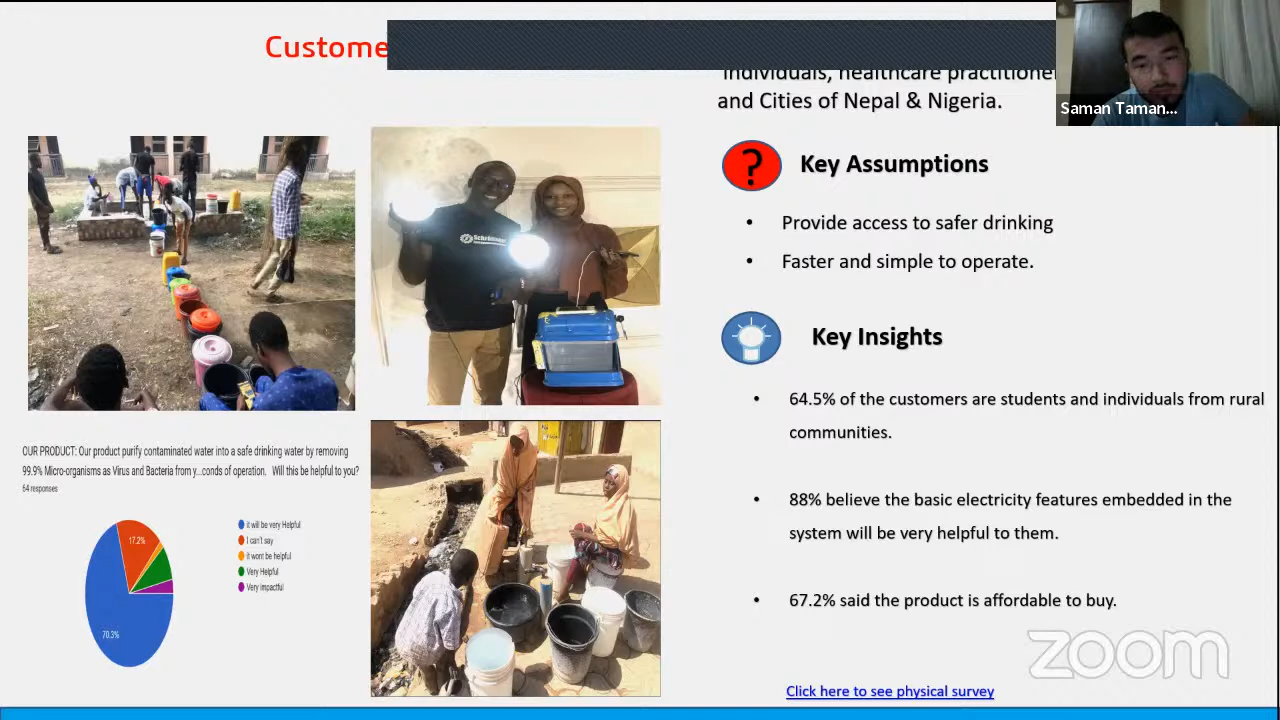 Custome
individuals, healthcare practitioner
and Cities of Nepal & Nigeria.
Saman Taman...
?
Key Assumptions
• Provide access to safer drinking
• Faster and simple to operate.
Key Insights
• 64.5% of the customers are students and individuals from rural
communities.
• 88% believe the basic electricity features embedded in the
system will be very helpful to them.
• 67.2% said the product is affordable to buy.
Click here to see physical survey
zoom
OUR PRODUCT: Our product purify contaminated water into a safe drinking water by removing
99.9% Micro-organisms as Virus and Bacteria from y...conds of operation. Will this be helpful to you?
64 responses
17.2%
70.3%
it will be very Helpful
I can't say
it wont be helpful
Very Helpful
Very impactful